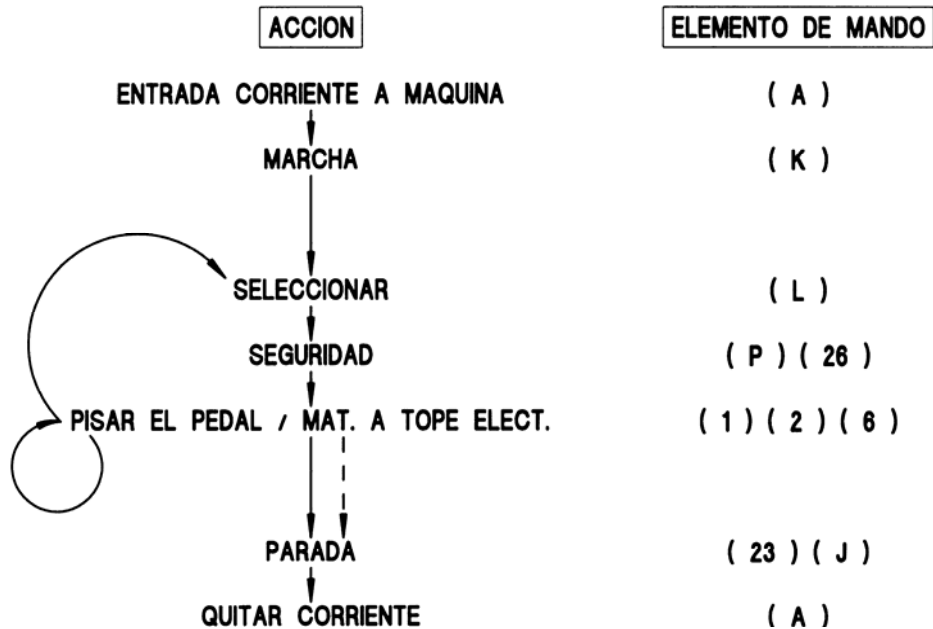 ACCION ELEMENTO DE MANDO
ENTRADA CORRIENTE A MAQUINA ( A )
MARCHA ( K )
SELECCIONAR ( L )
SEGURIDAD ( P ) ( 26 )
PISAR EL PEDAL / MAT. A TOPE ELECT. ( 1 ) ( 2 ) ( 6 )
PARADA ( 23 ) ( J )
QUITAR CORRIENTE ( A )